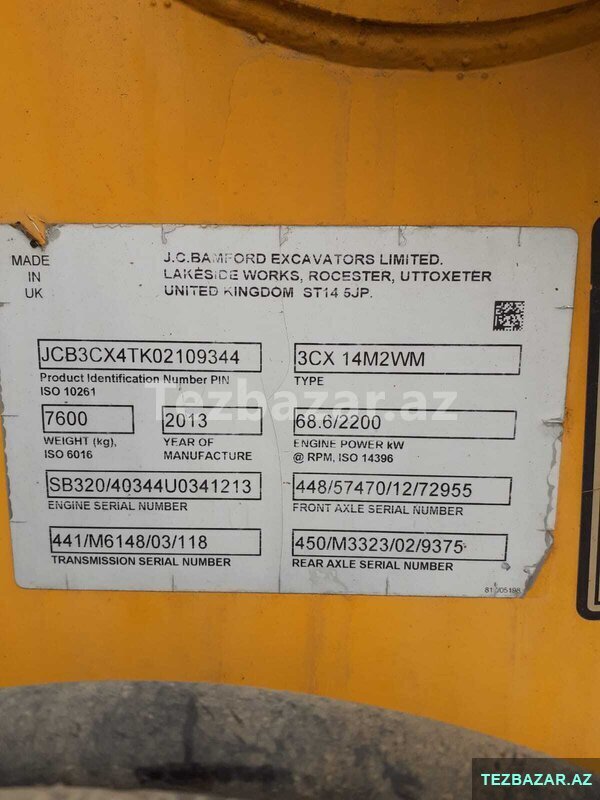 MADE
IN
UK
J.C.BAMFORD EXCAVATORS LIMITED.
LAKESIDE WORKS, ROCESTER, UTTOXETER
UNITED KINGDOM ST14 5JP.
JCB3CX4TK02109344
Product Identification Number PIN
ISO 10261
3CX 14M2WM
TYPE
Tezbazar.az
7600
WEIGHT (kg),
ISO 6016
2013
YEAR OF
MANUFACTURE
68.6/2200
ENGINE POWER kW
@ RPM, ISO 14396
SB320/40344U0341213
ENGINE SERIAL NUMBER
448/57470/12/72955
FRONT AXLE SERIAL NUMBER
441/M6148/03/118
TRANSMISSION SERIAL NUMBER
450/M3323/02/9375
REAR AXLE SERIAL NUMBER
TEZBAZAR.AZ